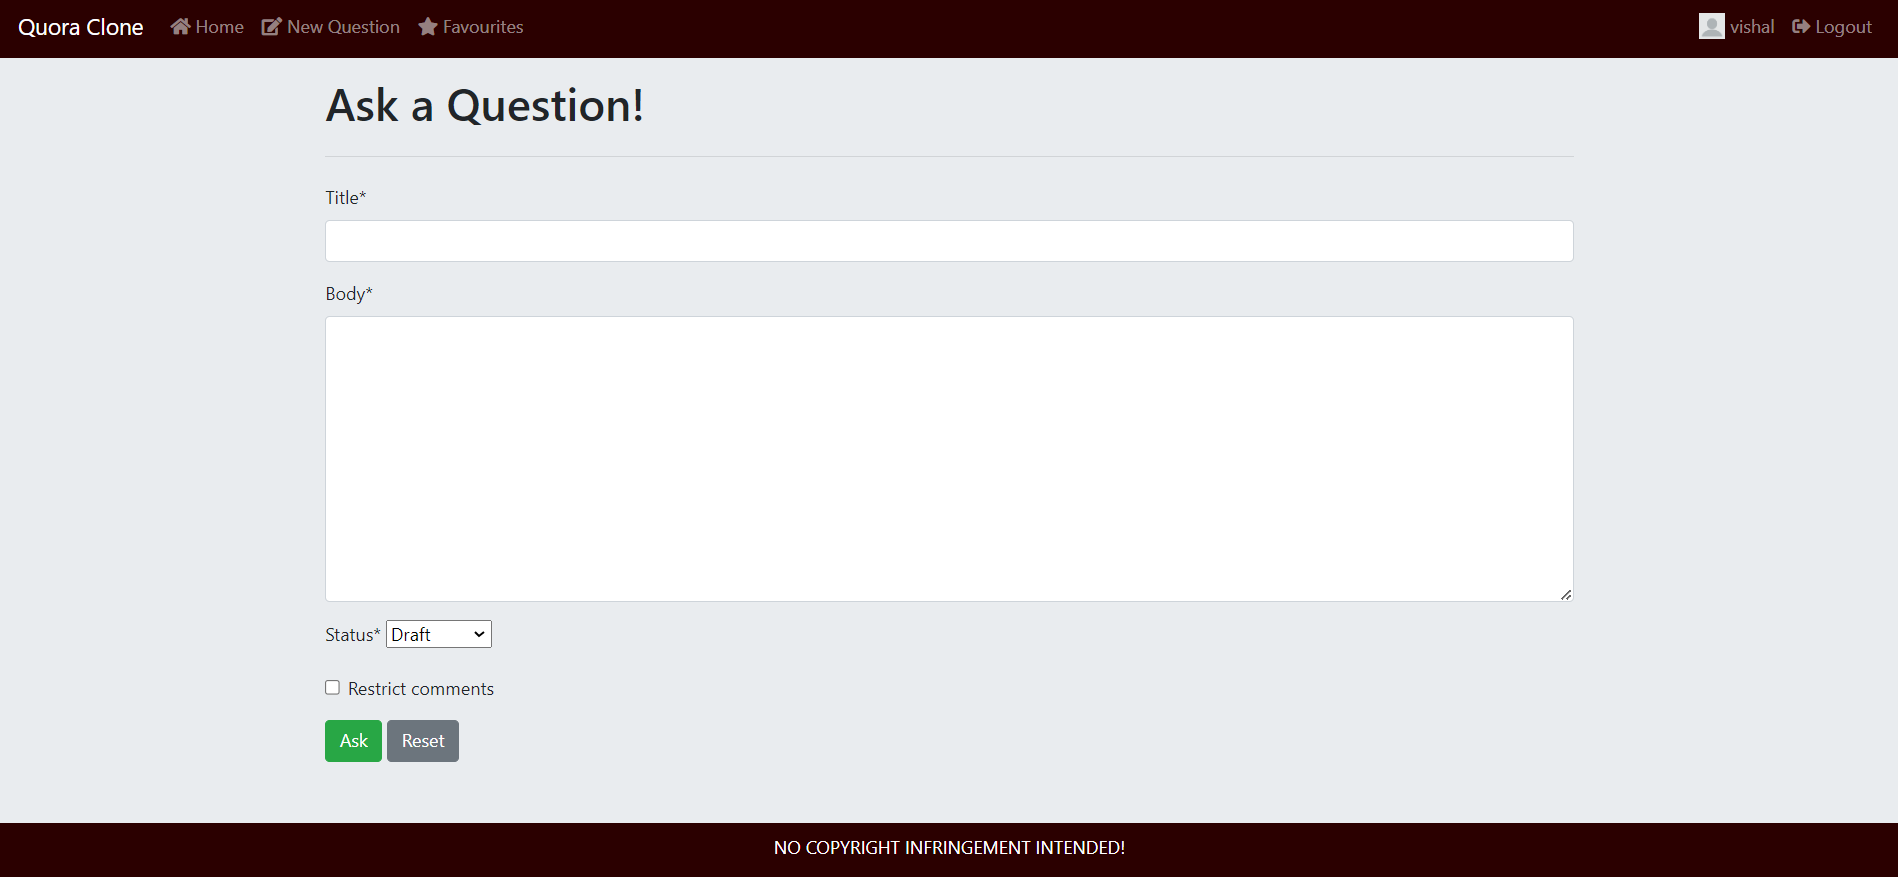 Quora Clone Home New Question Favourites vishal Logout
Ask a Question!
Title*
Body*
Status* Draft
Restrict comments
Ask Reset
NO COPYRIGHT INFRINGEMENT INTENDED!